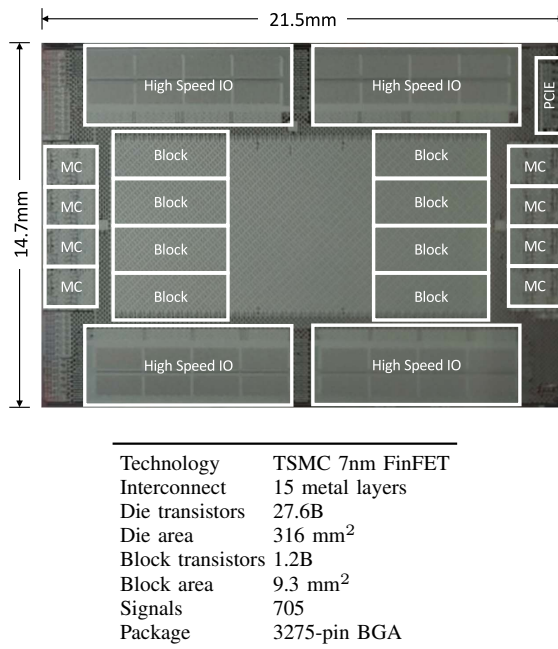 21.5mm
14.7mm
High Speed IO
High Speed IO
PCIE
MC
MC
MC
MC
Block
Block
Block
Block
Block
Block
Block
Block
MC
MC
MC
MC
High Speed IO
High Speed IO
Technology TSMC 7nm FinFET
Interconnect 15 metal layers
Die transistors 27.6B
Die area 316 mm²
Block transistors 1.2B
Block area 9.3 mm²
Signals 705
Package 3275-pin BGA